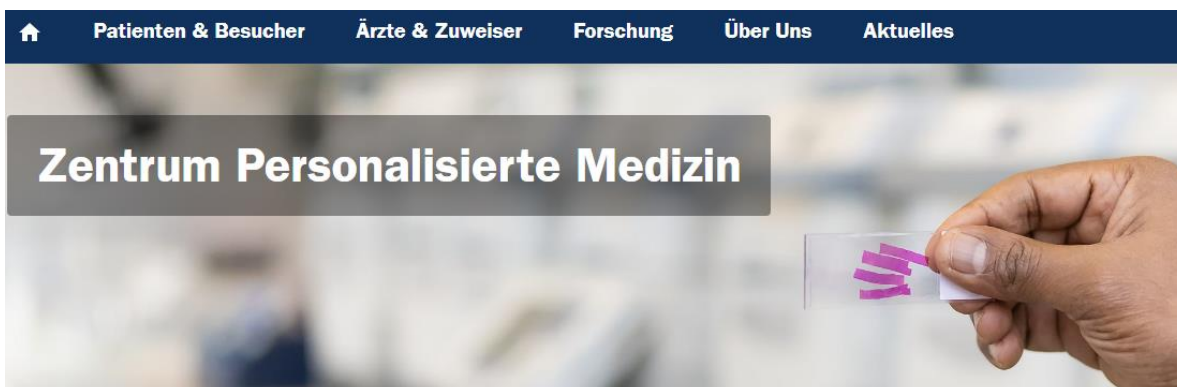 Patienten & Besucher Ärzte & Zuweiser Forschung Über Uns Aktuelles
Zentrum Personalisierte Medizin